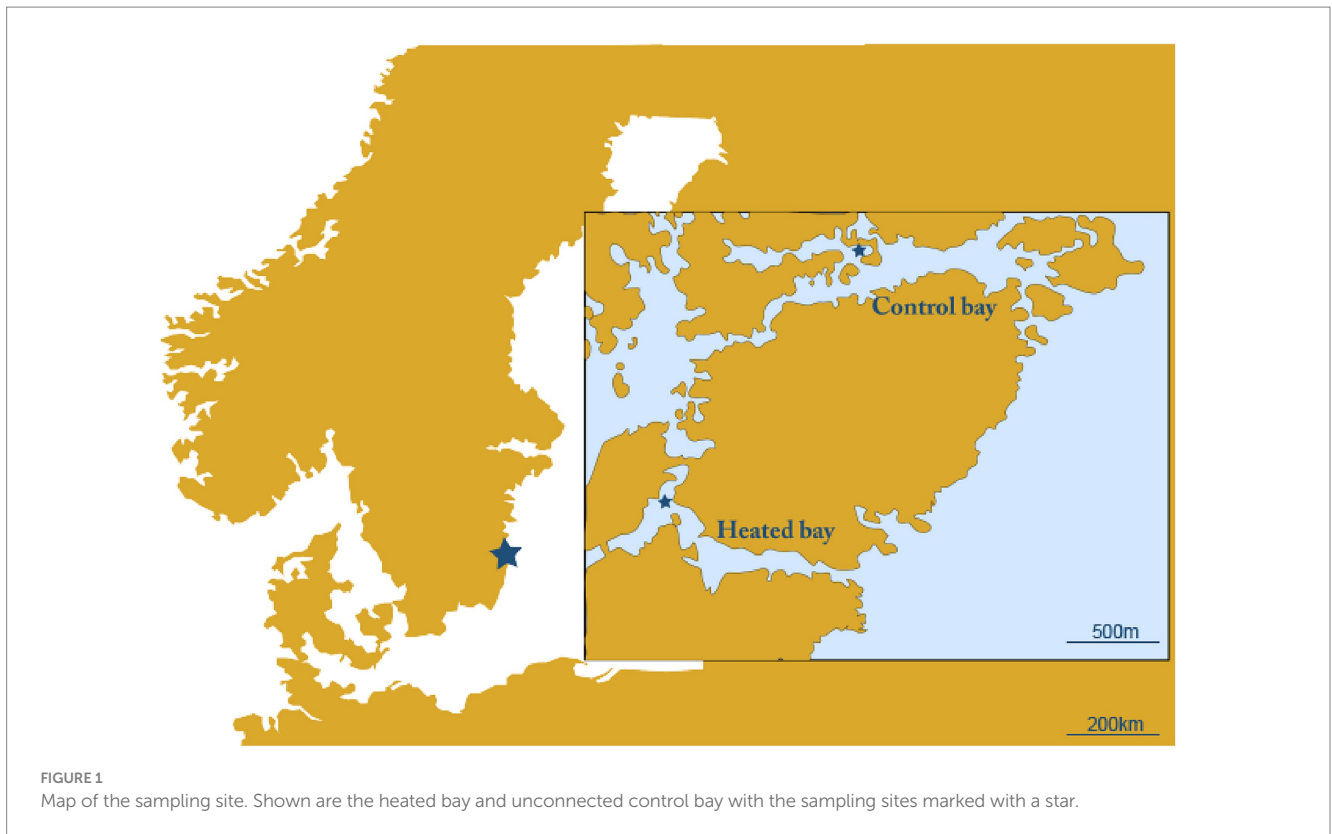 Control bay
Heated bay
500m
200km
FIGURE 1
Map of the sampling site. Shown are the heated bay and unconnected control bay with the sampling sites marked with a star.